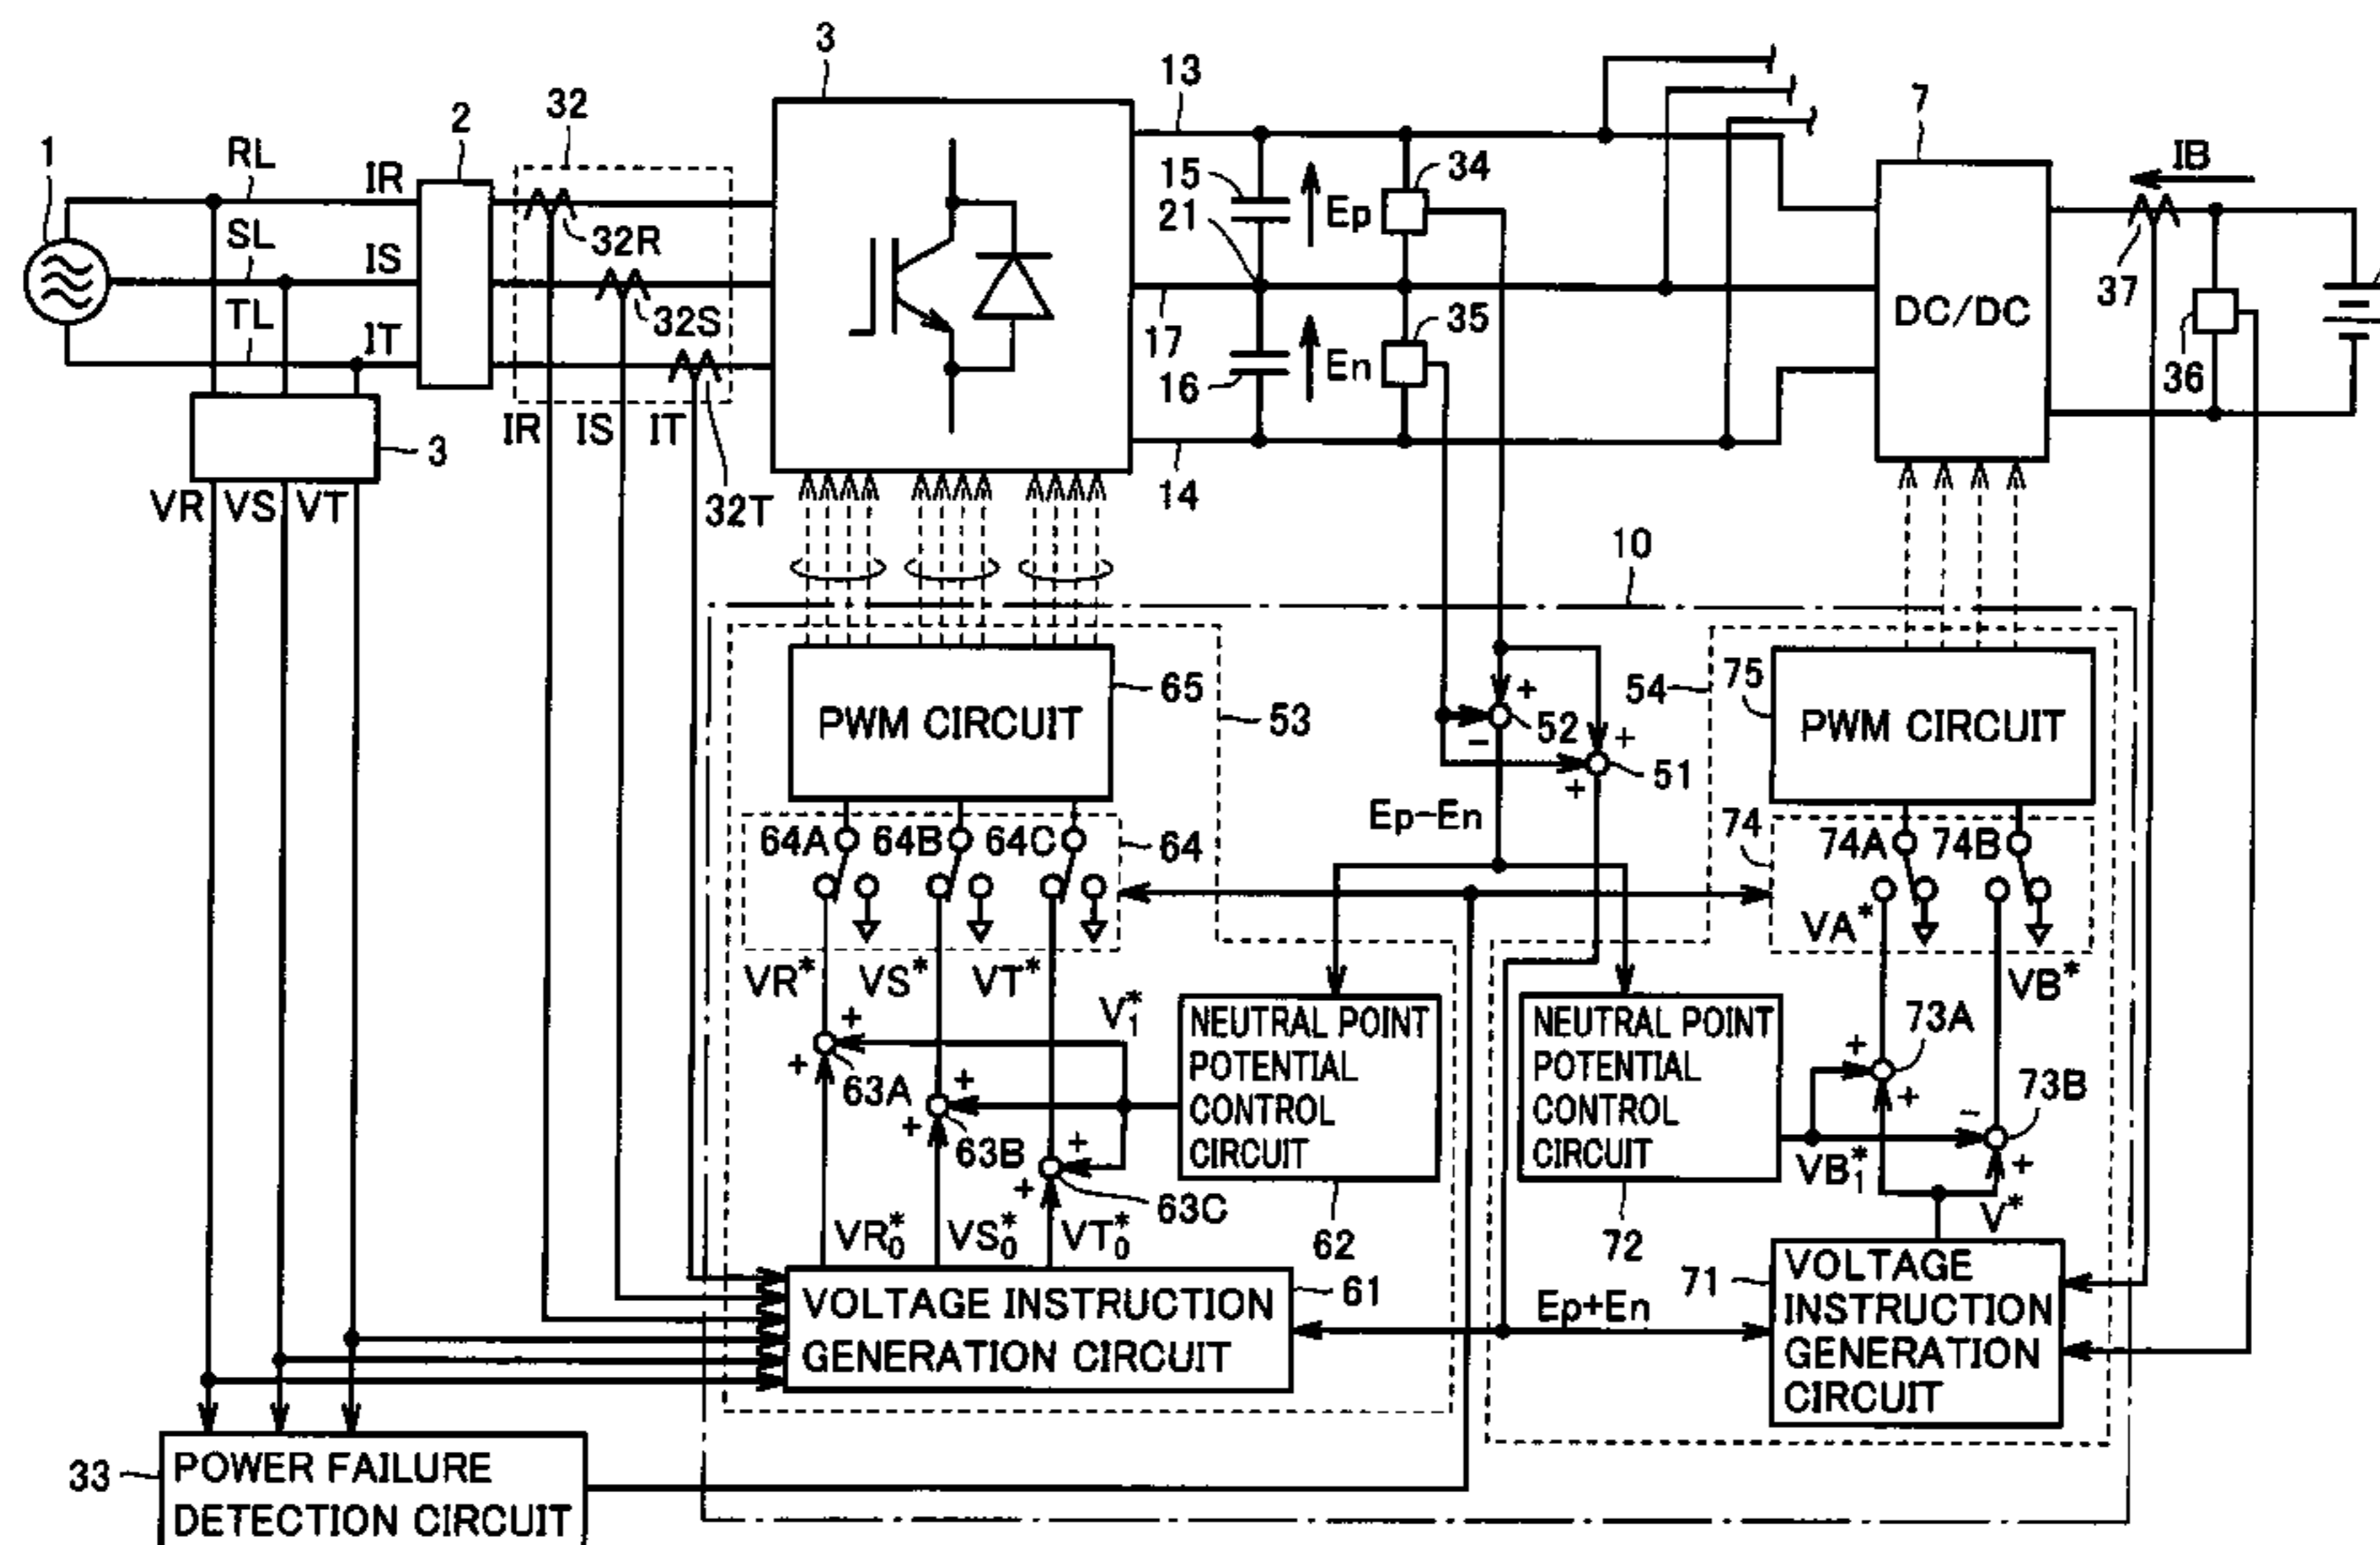 3
13
32
2
7
1
RL
IR
34
IB
15
21
Ep
SL
IS
32R
TL
IT
32S
17
35
DC/DC
37
36
16
En
IR IS IT
3
VR VS VT
32T
14
10
65
53
PWM CIRCUIT
+
52
-
+
51
+
54
75
PWM CIRCUIT
Ep-En
64A 64B 64C
64
74
74A 74B
VA*
VR* VS* VT*
VB*
V1*
NEUTRAL POINT
POTENTIAL
CONTROL
CIRCUIT
NEUTRAL POINT
POTENTIAL
CONTROL
CIRCUIT
+
+
63A
+
+
63B
+
+
63C
+
73A
+
-
73B
+
VB1*
V*
VR0* VS0* VT0*
62
72
VOLTAGE INSTRUCTION
GENERATION CIRCUIT
61
Ep+En
71
VOLTAGE
INSTRUCTION
GENERATION
CIRCUIT
33
POWER FAILURE
DETECTION CIRCUIT